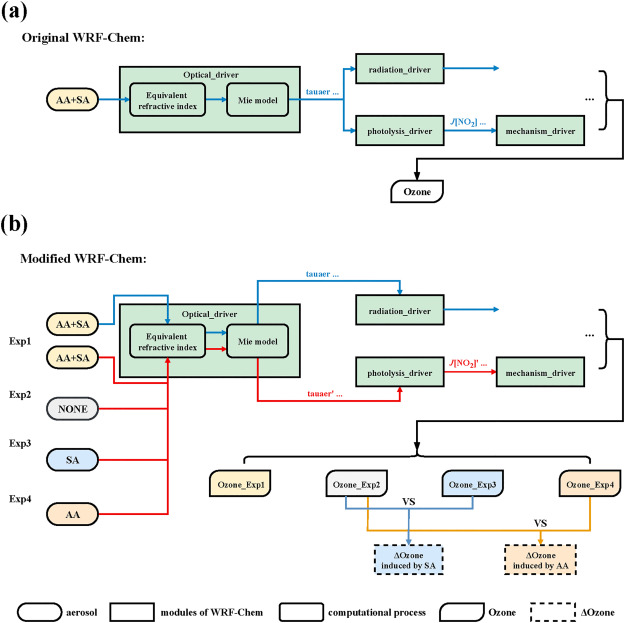 (a)
Original WRF-Chem:
Optical_driver
AA+SA
Equivalent
refractive index
Mie model
tauaer ...
radiation_driver
photolysis_driver
J[NO2] ...
mechanism_driver
...
Ozone
(b)
Modified WRF-Chem:
tauaer ...
Optical_driver
AA+SA
Exp1
AA+SA
Equivalent
refractive index
Mie model
radiation_driver
...
photolysis_driver
J[NO2]' ...
mechanism_driver
tauaer' ...
Exp2
NONE
Exp3
SA
Exp4
AA
Ozone_Exp1
Ozone_Exp2
Ozone_Exp3
Ozone_Exp4
VS
VS
ΔOzone
induced by SA
ΔOzone
induced by AA
aerosol
modules of WRF-Chem
computational process
Ozone
ΔOzone